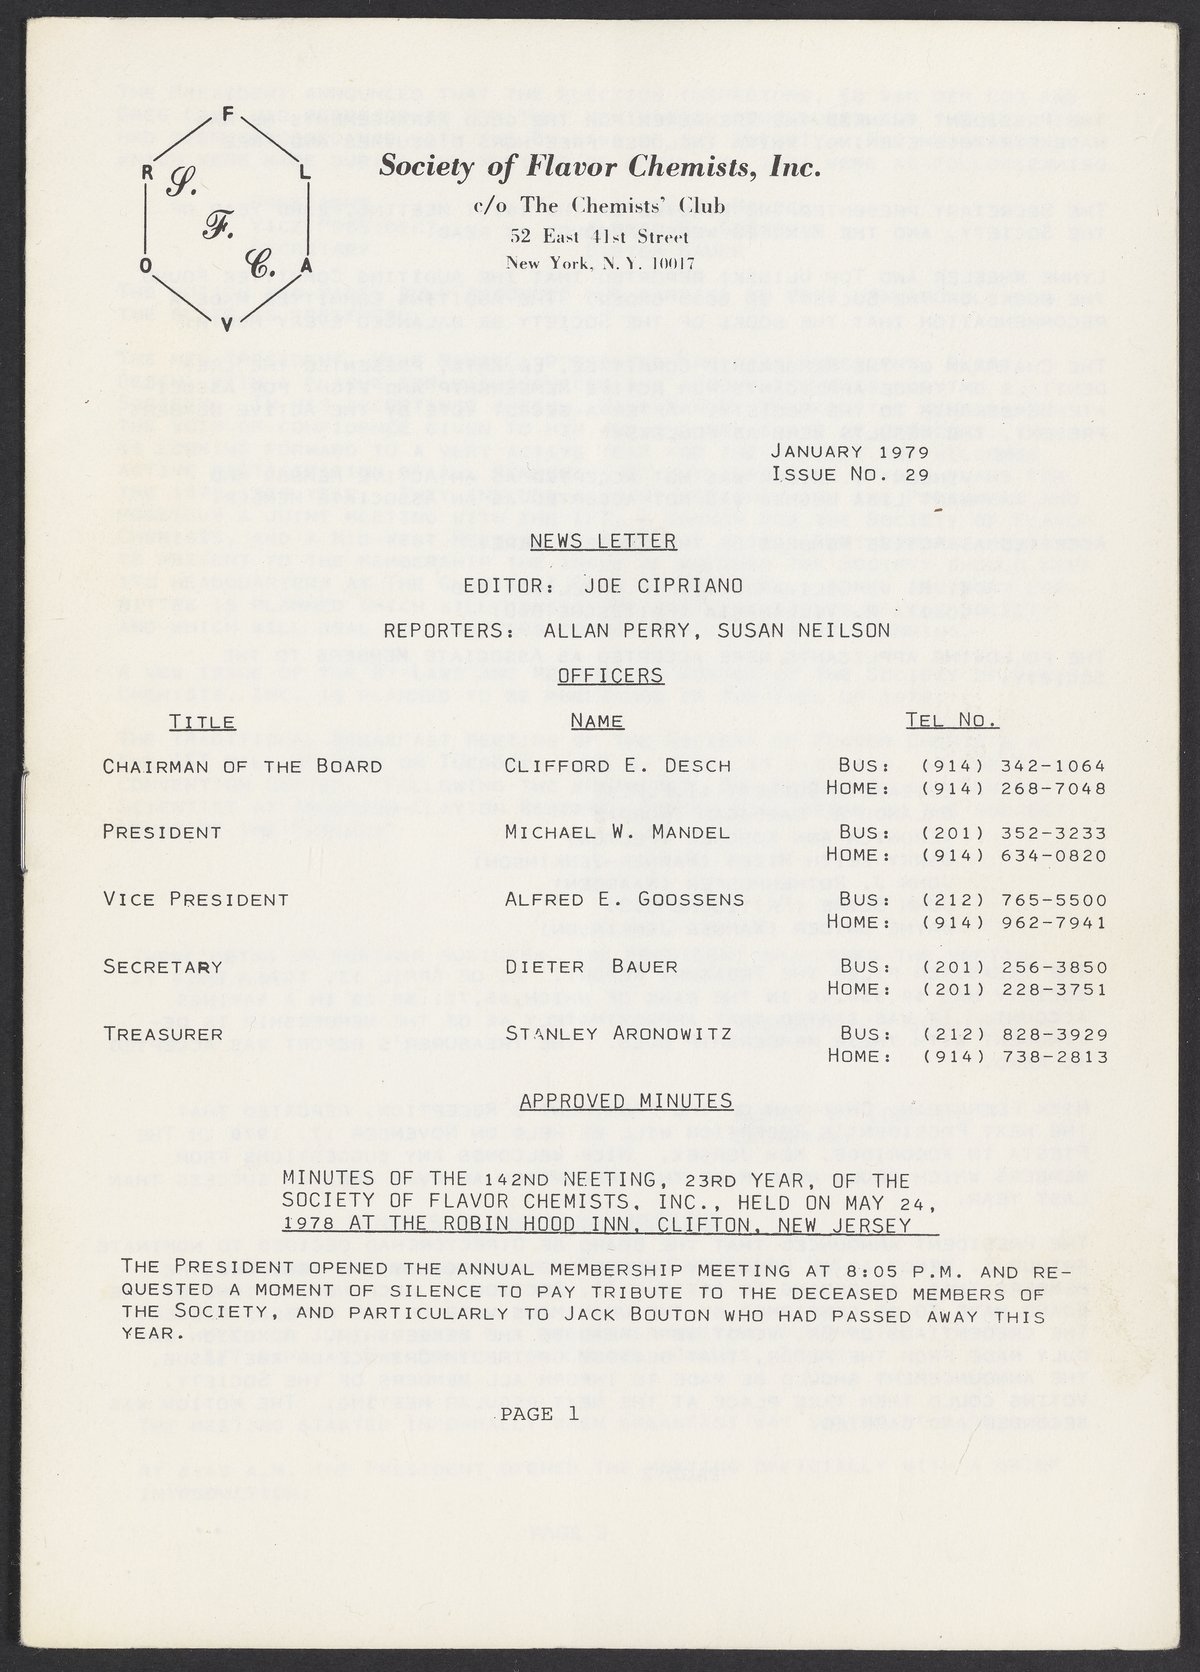 F
R L
S.
F.
O C. A
V
Society of Flavor Chemists, Inc.
c/o The Chemists' Club
52 East 41st Street
New York, N. Y. 10017
JANUARY 1979
ISSUE NO. 29
NEWS LETTER
EDITOR: JOE CIPRIANO
REPORTERS: ALLAN PERRY, SUSAN NEILSON
OFFICERS
TITLE NAME TEL NO.
CHAIRMAN OF THE BOARD CLIFFORD E. DESCH BUS: (914) 342-1064
HOME: (914) 268-7048
PRESIDENT MICHAEL W. MANDEL BUS: (201) 352-3233
HOME: (914) 634-0820
VICE PRESIDENT ALFRED E. GOOSSENS BUS: (212) 765-5500
HOME: (914) 962-7941
SECRETARY DIETER BAUER BUS: (201) 256-3850
HOME: (201) 228-3751
TREASURER STANLEY ARONOWITZ BUS: (212) 828-3929
HOME: (914) 738-2813
APPROVED MINUTES
MINUTES OF THE 142ND NEETING, 23RD YEAR, OF THE
SOCIETY OF FLAVOR CHEMISTS, INC., HELD ON MAY 24,
1978 AT THE ROBIN HOOD INN, CLIFTON, NEW JERSEY
THE PRESIDENT OPENED THE ANNUAL MEMBERSHIP MEETING AT 8:05 P.M. AND RE-
QUESTED A MOMENT OF SILENCE TO PAY TRIBUTE TO THE DECEASED MEMBERS OF
THE SOCIETY, AND PARTICULARLY TO JACK BOUTON WHO HAD PASSED AWAY THIS
YEAR.
PAGE 1